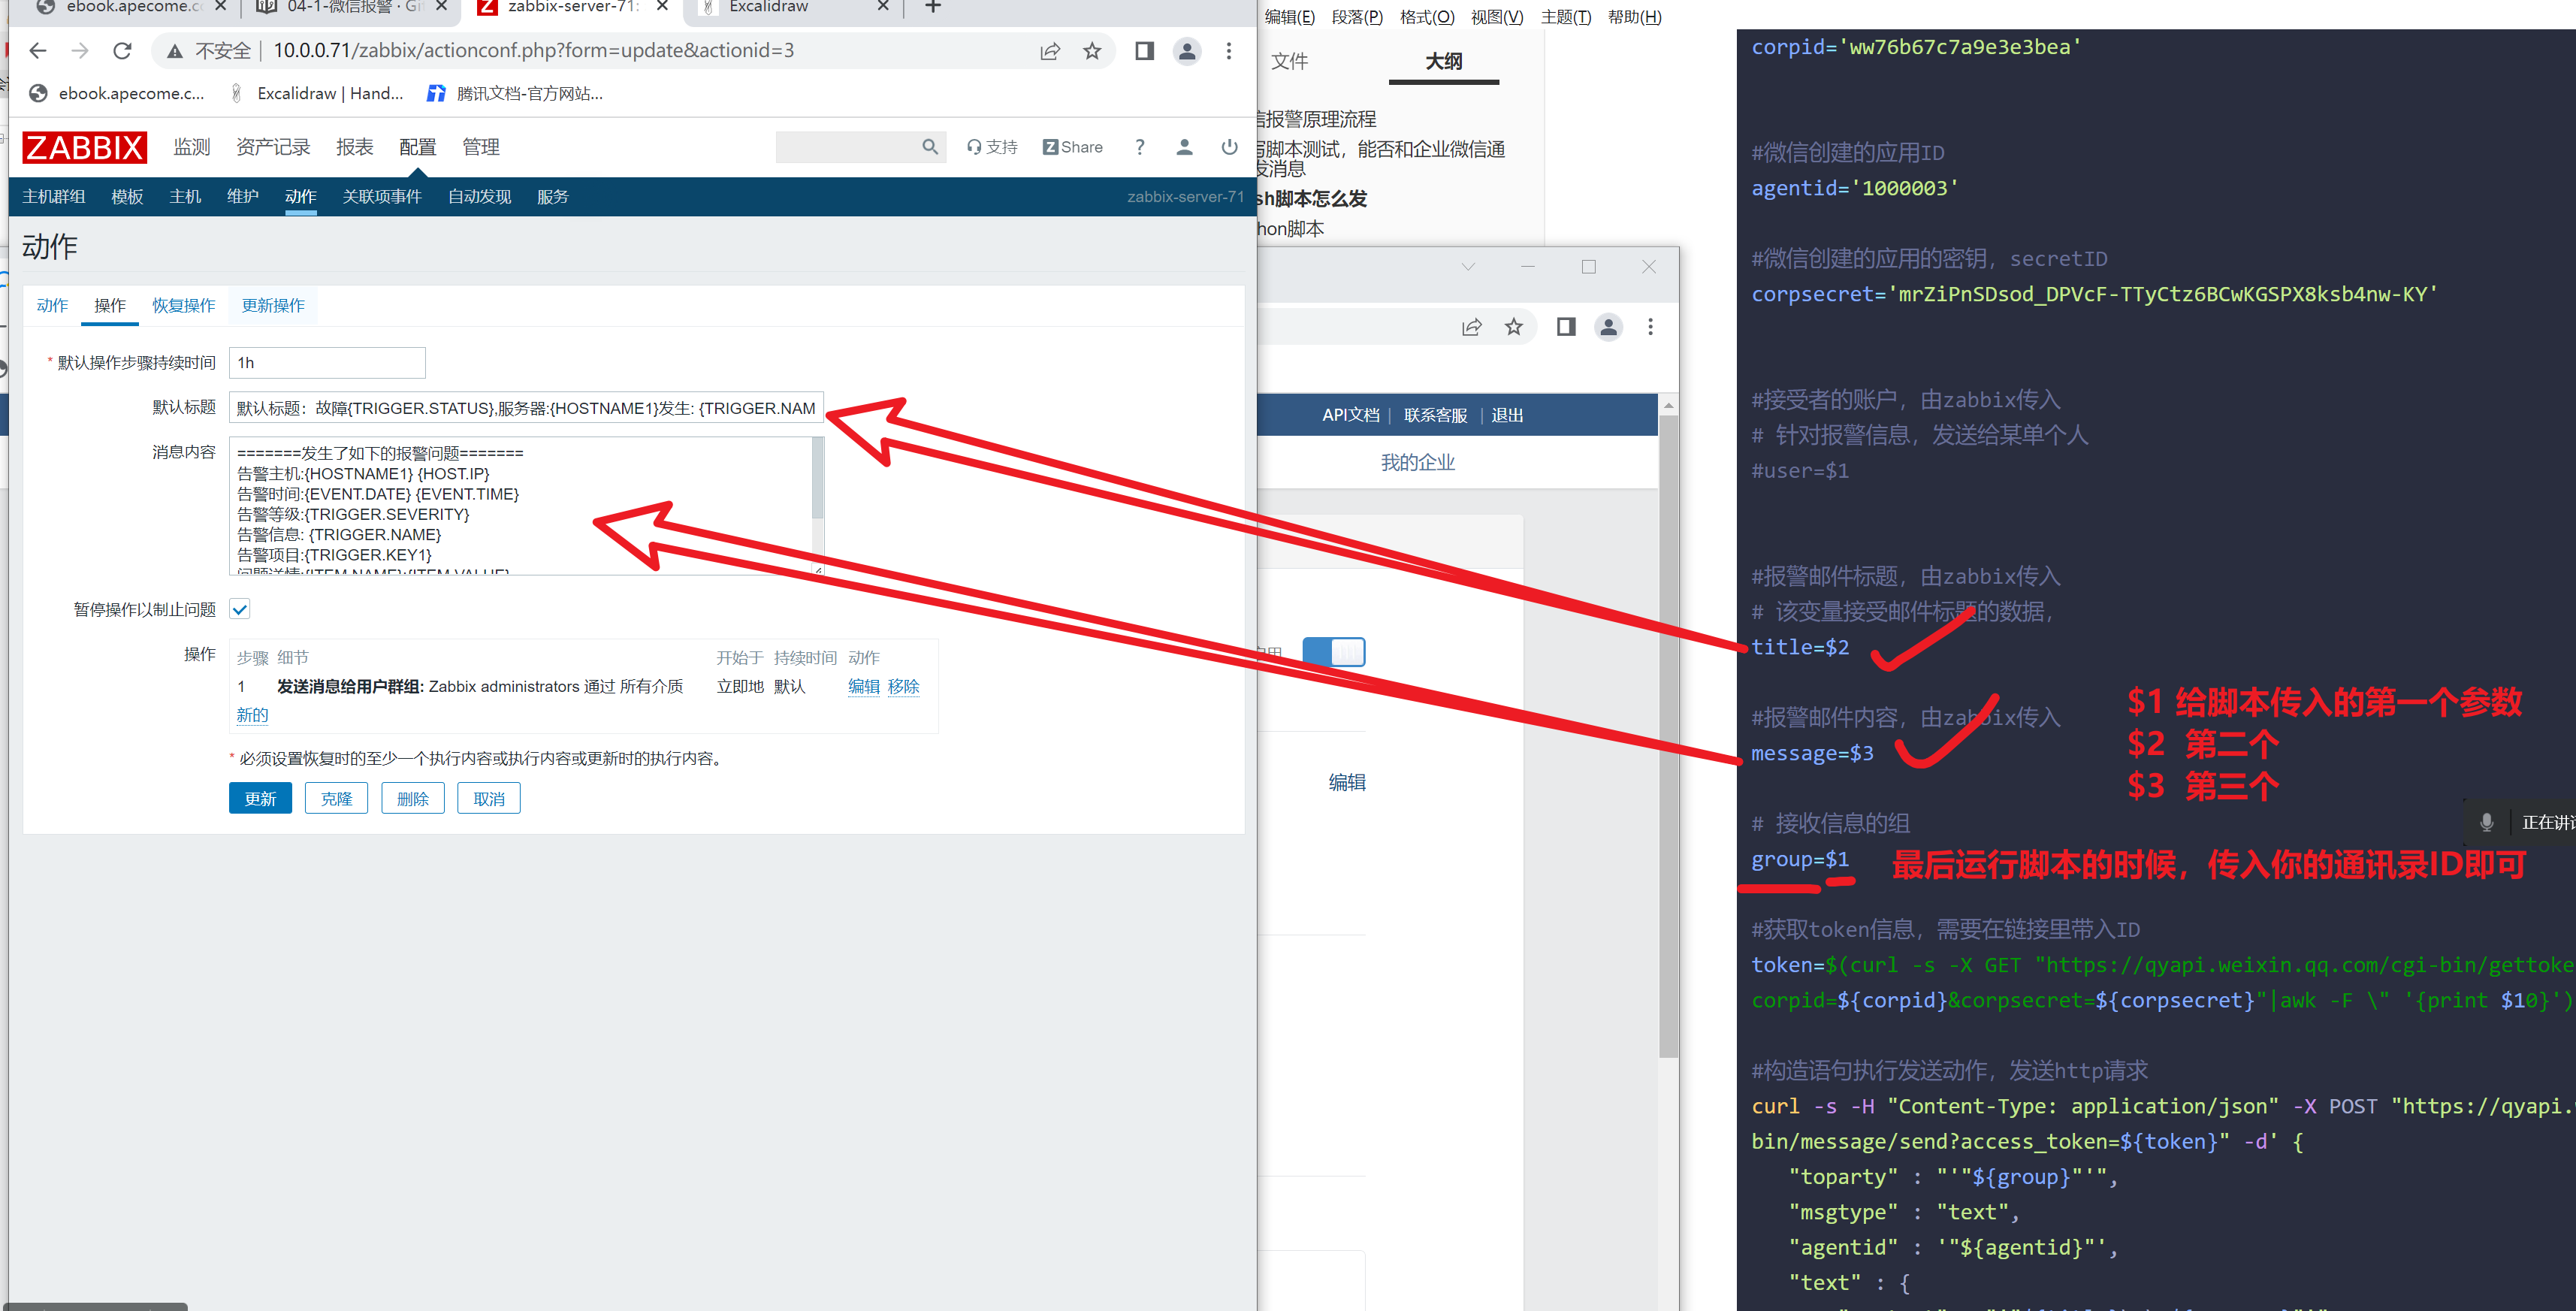 ebook.apecome.c
04-1-微信报警 · Gi
zabbix-server-71:
Excalidraw
不安全 | 10.0.0.71/zabbix/actionconf.php?form=update&actionid=3
ebook.apecome.c...
Excalidraw | Hand...
腾讯文档-官方网站...
ZABBIX 监测 资产记录 报表 配置 管理 支持 Share ?
主机群组 模板 主机 维护 动作 关联项事件 自动发现 服务 zabbix-server-71
动作
动作 操作 恢复操作 更新操作
* 默认操作步骤持续时间 1h
默认标题 默认标题：故障{TRIGGER.STATUS},服务器:{HOSTNAME1}发生: {TRIGGER.NAM
消息内容
=======发生了如下的报警问题=======
告警主机:{HOSTNAME1} {HOST.IP}
告警时间:{EVENT.DATE} {EVENT.TIME}
告警等级:{TRIGGER.SEVERITY}
告警信息: {TRIGGER.NAME}
告警项目:{TRIGGER.KEY1}
问题详情:{ITEM.NAME}:{ITEM.VALUE}
暂停操作以制止问题
操作 步骤 细节 开始于 持续时间 动作
1 发送消息给用户群组: Zabbix administrators 通过 所有介质 立即地 默认 编辑 移除
新的
* 必须设置恢复时的至少一个执行内容或执行内容或更新时的执行内容。
更新 克隆 删除 取消
编辑(E) 段落(P) 格式(O) 视图(V) 主题(T) 帮助(H)
文件 大纲
信报警原理流程
写脚本测试，能否和企业微信通
发消息
sh脚本怎么发
hon脚本
API文档 | 联系客服 | 退出
我的企业
编辑
corpid='ww76b67c7a9e3e3bea'
#微信创建的应用ID
agentid='1000003'
#微信创建的应用的密钥，secretID
corpsecret='mrZiPnSDsod_DPVcF-TTyCtz6BCwKGSPX8ksb4nw-KY'
#接受者的账户，由zabbix传入
# 针对报警信息，发送给某单个人
#user=$1
#报警邮件标题，由zabbix传入
# 该变量接受邮件标题的数据，
title=$2
#报警邮件内容，由zabbix传入
message=$3
$1 给脚本传入的第一个参数
$2 第二个
$3 第三个
正在讲
# 接收信息的组
group=$1
最后运行脚本的时候，传入你的通讯录ID即可
#获取token信息，需要在链接里带入ID
token=$(curl -s -X GET "https://qyapi.weixin.qq.com/cgi-bin/gettoke
corpid=${corpid}&corpsecret=${corpsecret}"|awk -F \" '{print $10}')
#构造语句执行发送动作，发送http请求
curl -s -H "Content-Type: application/json" -X POST "https://qyapi.
bin/message/send?access_token=${token}" -d' {
"toparty" : "'"${group}"'",
"msgtype" : "text",
"agentid" : '"${agentid}"',
"text" : {